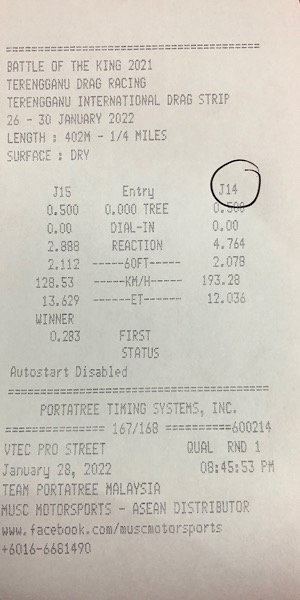 ==================================
BATTLE OF THE KING 2021
TERENGGANU DRAG RACING
TERENGGANU INTERNATIONAL DRAG STRIP
26 - 30 JANUARY 2022
LENGTH : 402M - 1/4 MILES
SURFACE : DRY
J15 Entry J14
0.500 0.000 TREE 0.500
0.00 DIAL-IN 0.00
2.888 REACTION 4.764
2.112 -----60FT----- 2.078
128.53 -----KM/H------ 193.28
13.629 ------ET------ 12.036
WINNER
0.283 FIRST
STATUS
Autostart Disabled
==================================
PORTATREE TIMING SYSTEMS, INC.
=============== 167/168 ==========600214
VTEC PRO STREET QUAL RND 1
January 28, 2022 08:45:53 PM
TEAM PORTATREE MALAYSIA
MUSC MOTORSPORTS - ASEAN DISTRIBUTOR
www.facebook.com/muscmotorsports
+6016-6681490